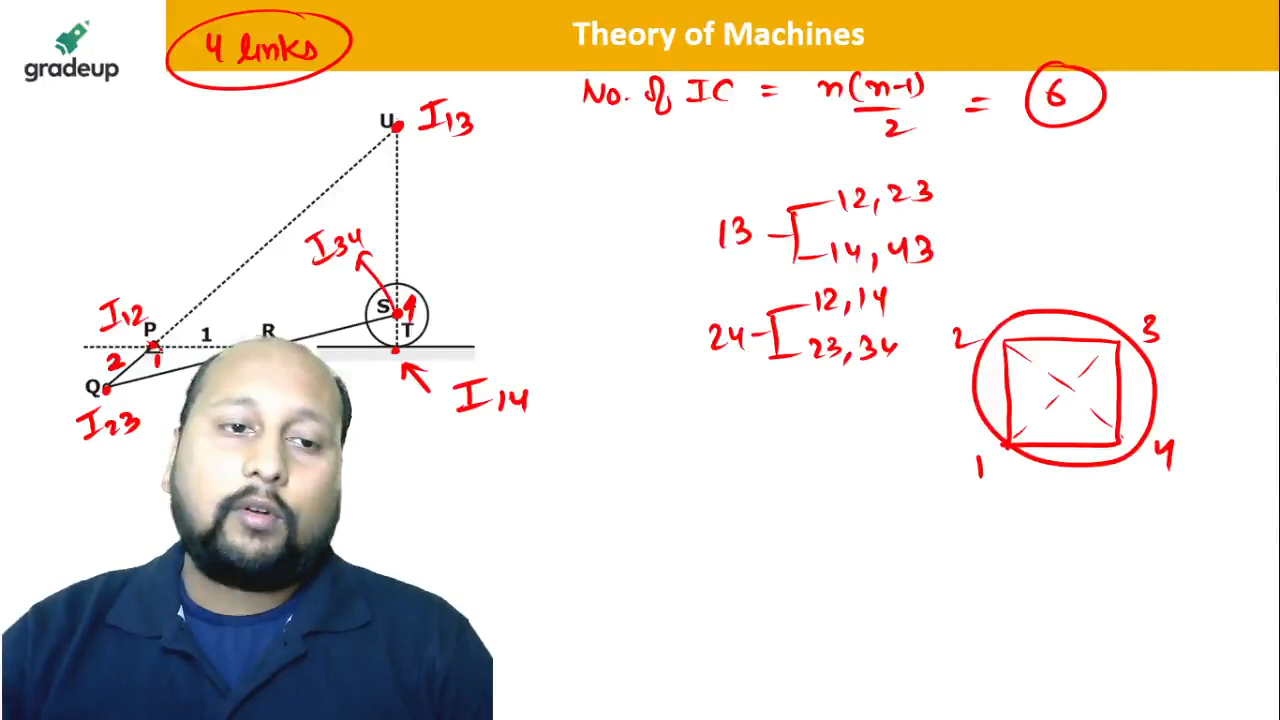 gradeup
4 links
Theory of Machines
No. of IC = n(n-1)/2 = 6
U I13
I34
S 4
T
I12
P 1 R
2 1
Q
I23
I14
13 12, 23
14, 43
24 12, 14
23, 34
2 3
1 4